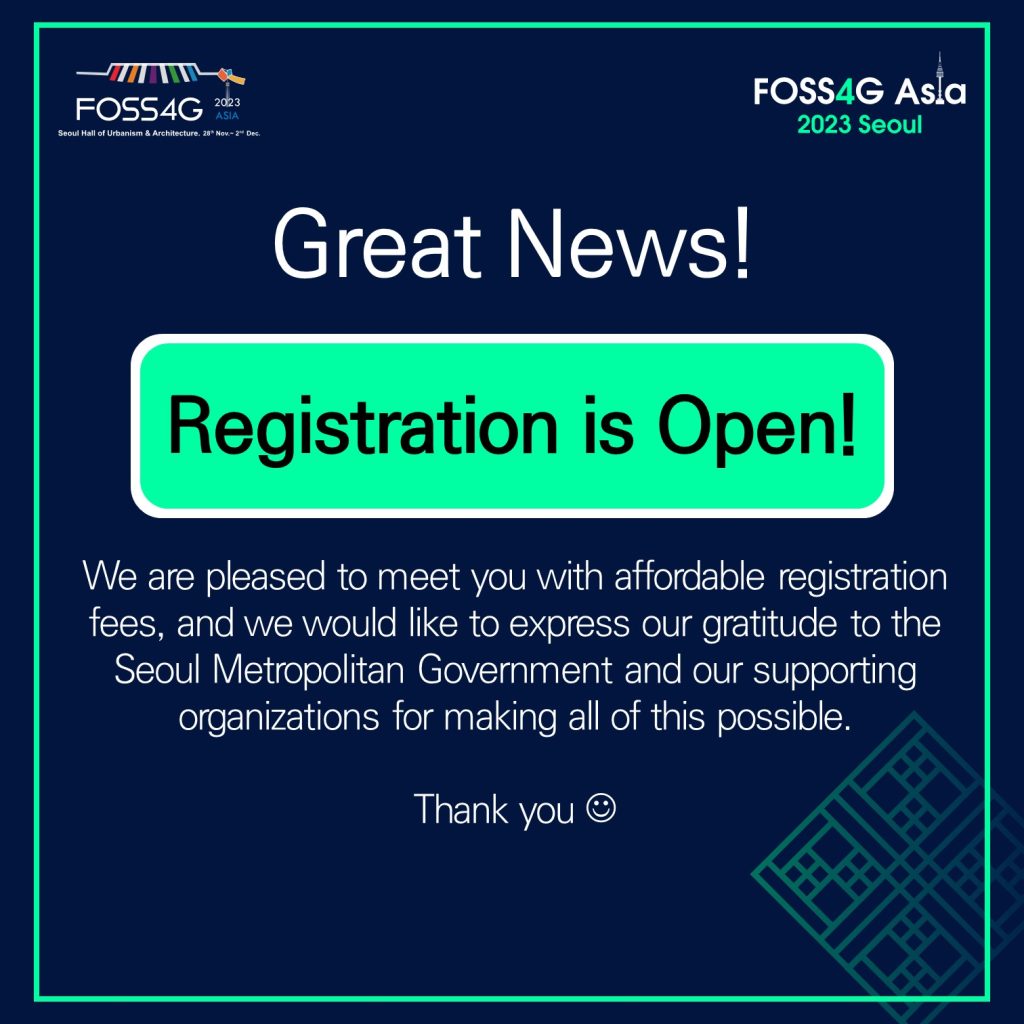 FOSS4G 2023 ASIA
Seoul Hall of Urbanism & Architecture. 28th Nov.~ 2nd Dec.
FOSS4G Asia
2023 Seoul
Great News!
Registration is Open!
We are pleased to meet you with affordable registration
fees, and we would like to express our gratitude to the
Seoul Metropolitan Government and our supporting
organizations for making all of this possible.
Thank you ☺